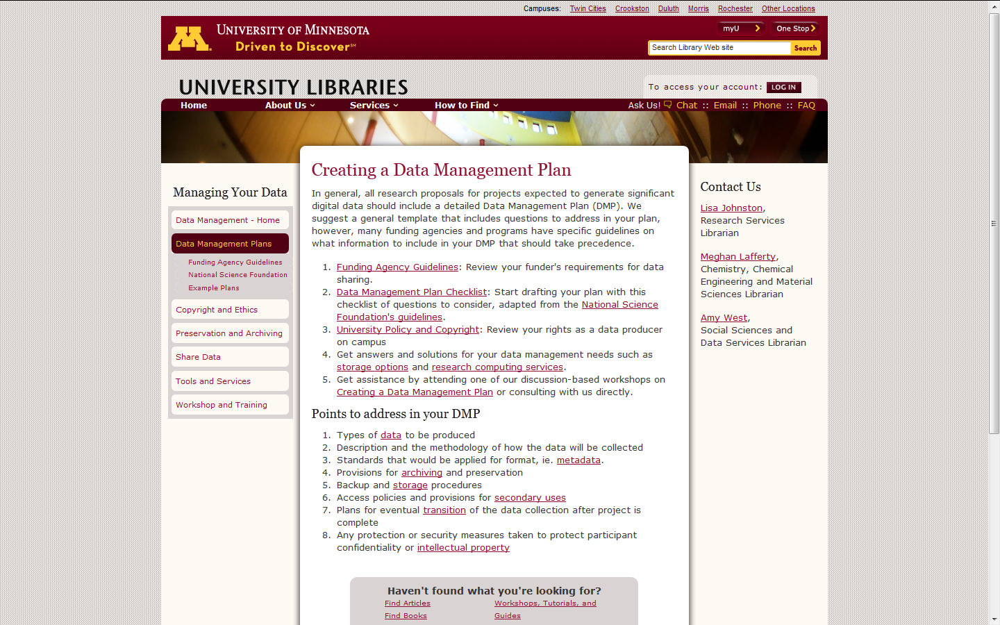 Campuses: Twin Cities Crookston Duluth Morris Rochester Other Locations
M
UNIVERSITY OF MINNESOTA
Driven to Discover℠
myU One Stop
Search Library Web site Search
UNIVERSITY LIBRARIES
To access your account: LOG IN
Home About Us Services How to Find Ask Us! Chat :: Email :: Phone :: FAQ
Managing Your Data
Data Management - Home
Data Management Plans
Funding Agency Guidelines
National Science Foundation
Example Plans
Copyright and Ethics
Preservation and Archiving
Share Data
Tools and Services
Workshop and Training
Creating a Data Management Plan
In general, all research proposals for projects expected to generate significant
digital data should include a detailed Data Management Plan (DMP). We
suggest a general template that includes questions to address in your plan,
however, many funding agencies and programs have specific guidelines on
what information to include in your DMP that should take precedence.
1. Funding Agency Guidelines: Review your funder's requirements for data
sharing.
2. Data Management Plan Checklist: Start drafting your plan with this
checklist of questions to consider, adapted from the National Science
Foundation's guidelines.
3. University Policy and Copyright: Review your rights as a data producer
on campus
4. Get answers and solutions for your data management needs such as
storage options and research computing services.
5. Get assistance by attending one of our discussion-based workshops on
Creating a Data Management Plan or consulting with us directly.
Points to address in your DMP
1. Types of data to be produced
2. Description and the methodology of how the data will be collected
3. Standards that would be applied for format, ie. metadata.
4. Provisions for archiving and preservation
5. Backup and storage procedures
6. Access policies and provisions for secondary uses
7. Plans for eventual transition of the data collection after project is
complete
8. Any protection or security measures taken to protect participant
confidentiality or intellectual property
Haven't found what you're looking for?
Find Articles
Find Books
Workshops, Tutorials, and
Guides
Contact Us
Lisa Johnston,
Research Services
Librarian
Meghan Lafferty,
Chemistry, Chemical
Engineering and Material
Sciences Librarian
Amy West,
Social Sciences and
Data Services Librarian